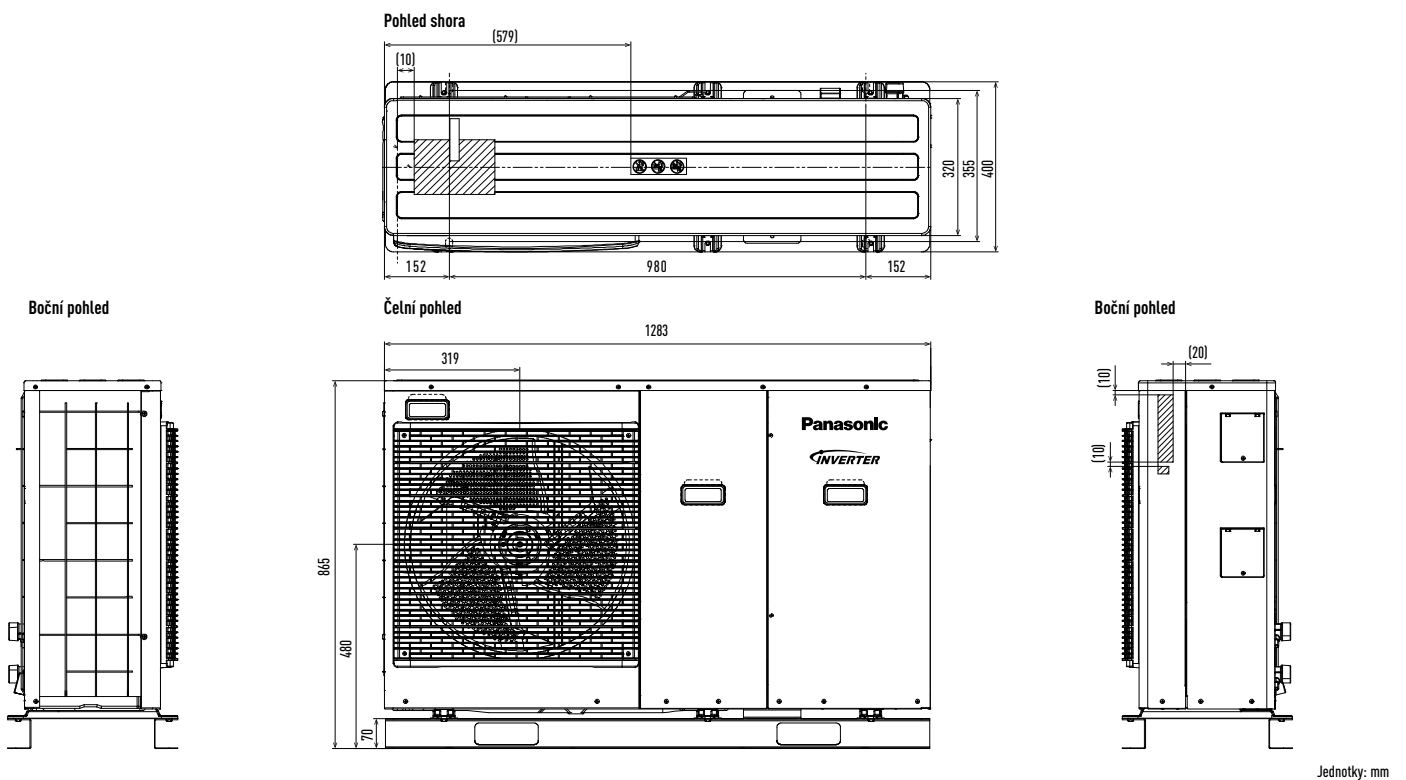 Pohled shora
(579)
(10)
320
355
400
152
980
152
Boční pohled
Čelní pohled
Boční pohled
1283
319
(20)
(10)
Panasonic
INVERTER
(10)
865
480
70
Jednotky: mm